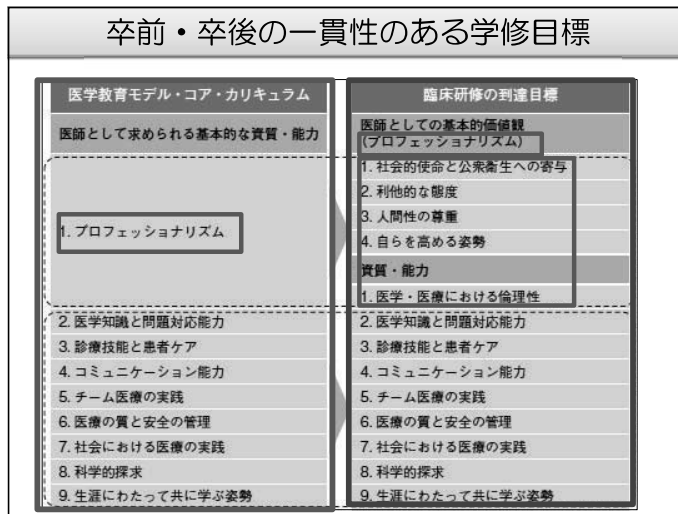 卒前・卒後の一貫性のある学修目標
医学教育モデル・コア・カリキュラム
医師として求められる基本的な資質・能力
1. プロフェッショナリズム
2. 医学知識と問題対応能力
3. 診療技能と患者ケア
4. コミュニケーション能力
5. チーム医療の実践
6. 医療の質と安全の管理
7. 社会における医療の実践
8. 科学的探求
9. 生涯にわたって共に学ぶ姿勢
臨床研修の到達目標
医師としての基本的価値観
(プロフェッショナリズム)
1. 社会的使命と公衆衛生への寄与
2. 利他的な態度
3. 人間性の尊重
4. 自らを高める姿勢
資質・能力
1. 医学・医療における倫理性
2. 医学知識と問題対応能力
3. 診療技能と患者ケア
4. コミュニケーション能力
5. チーム医療の実践
6. 医療の質と安全の管理
7. 社会における医療の実践
8. 科学的探求
9. 生涯にわたって共に学ぶ姿勢